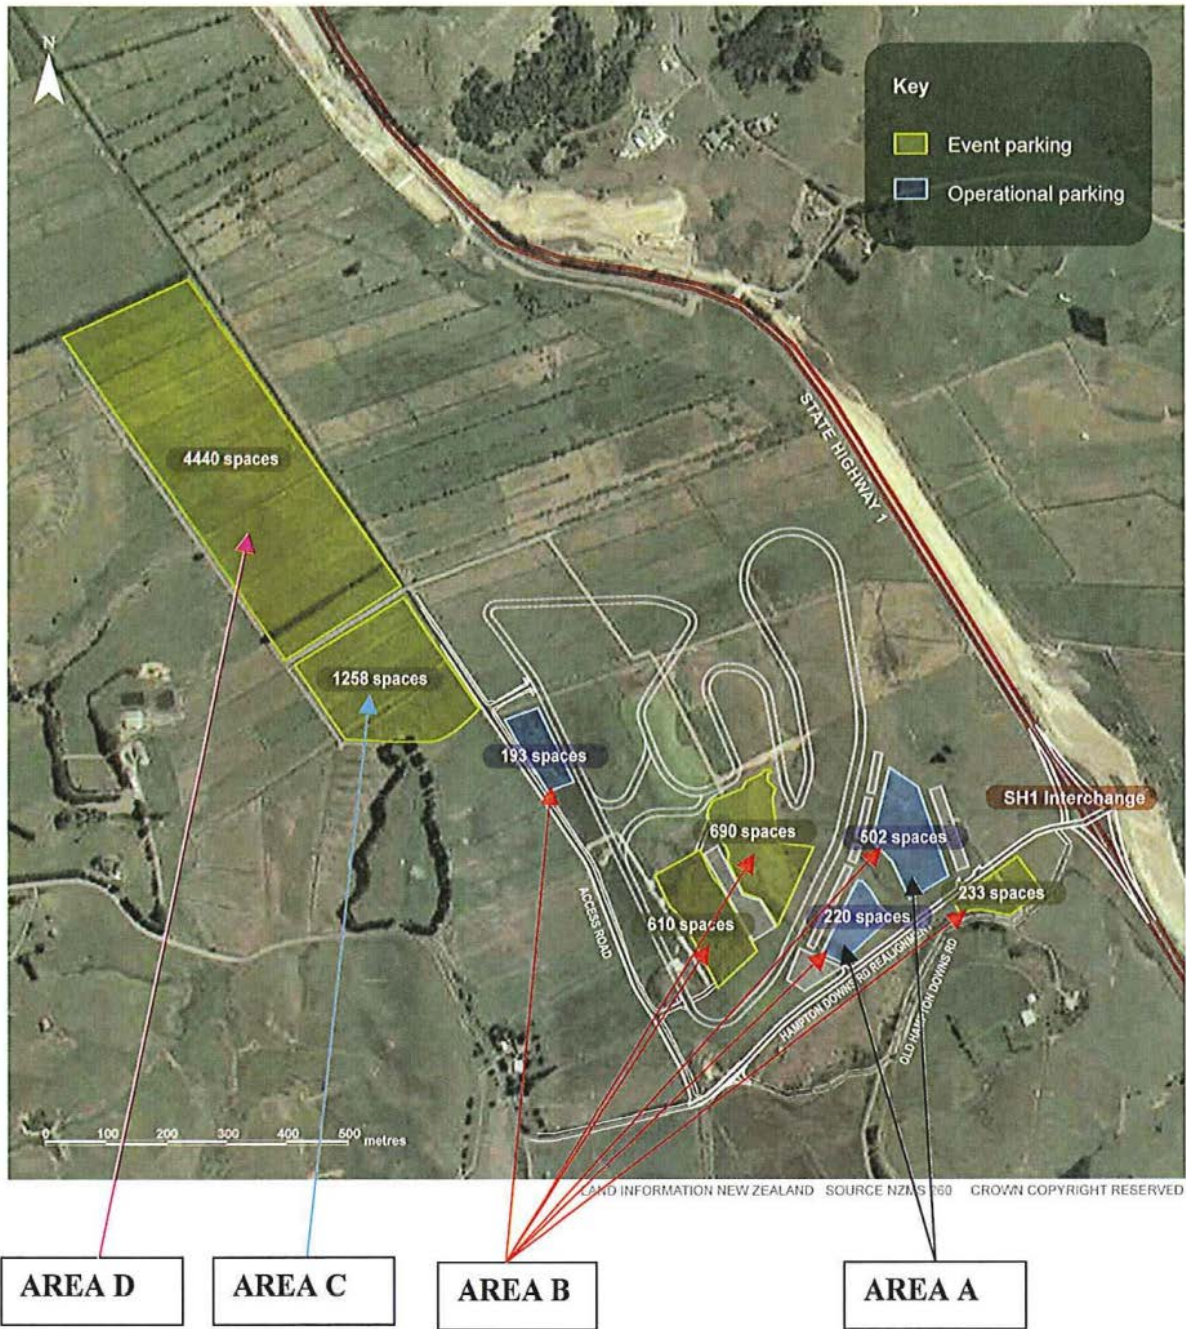 N
Key
Event parking
Operational parking
STATE HIGHWAY 1
4440 spaces
1258 spaces
193 spaces
690 spaces
502 spaces
SH1 Interchange
233 spaces
610 spaces
220 spaces
ACCESS ROAD
HAMPTON DOWNS RD REALIGNMENT
OLD HAMPTON DOWNS RD
0 100 200 300 400 500 metres
LAND INFORMATION NEW ZEALAND SOURCE NZMS 260 CROWN COPYRIGHT RESERVED
AREA D
AREA C
AREA B
AREA A